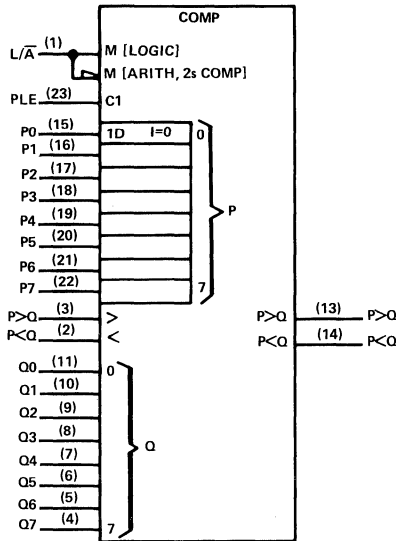 COMP
L/A̅ (1) M [LOGIC]
M [ARITH, 2s COMP]
PLE (23) C1
P0 (15) 1D I=0 0
P1 (16)
P2 (17)
P3 (18)
P4 (19)
P5 (20)
P6 (21)
P7 (22) 7
P
P>Q (3) > P>Q (13) P>Q
P<Q (2) < P<Q (14) P<Q
Q0 (11) 0
Q1 (10)
Q2 (9)
Q3 (8)
Q4 (7)
Q5 (6)
Q6 (5)
Q7 (4) 7
Q